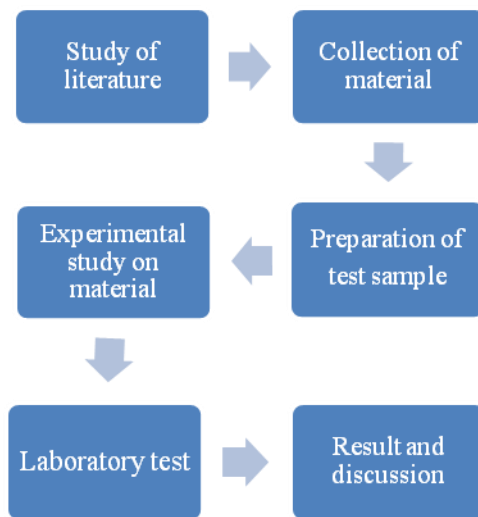 Study of
literature
Collection of
material
Preparation of
test sample
Experimental
study on
material
Laboratory test
Result and
discussion